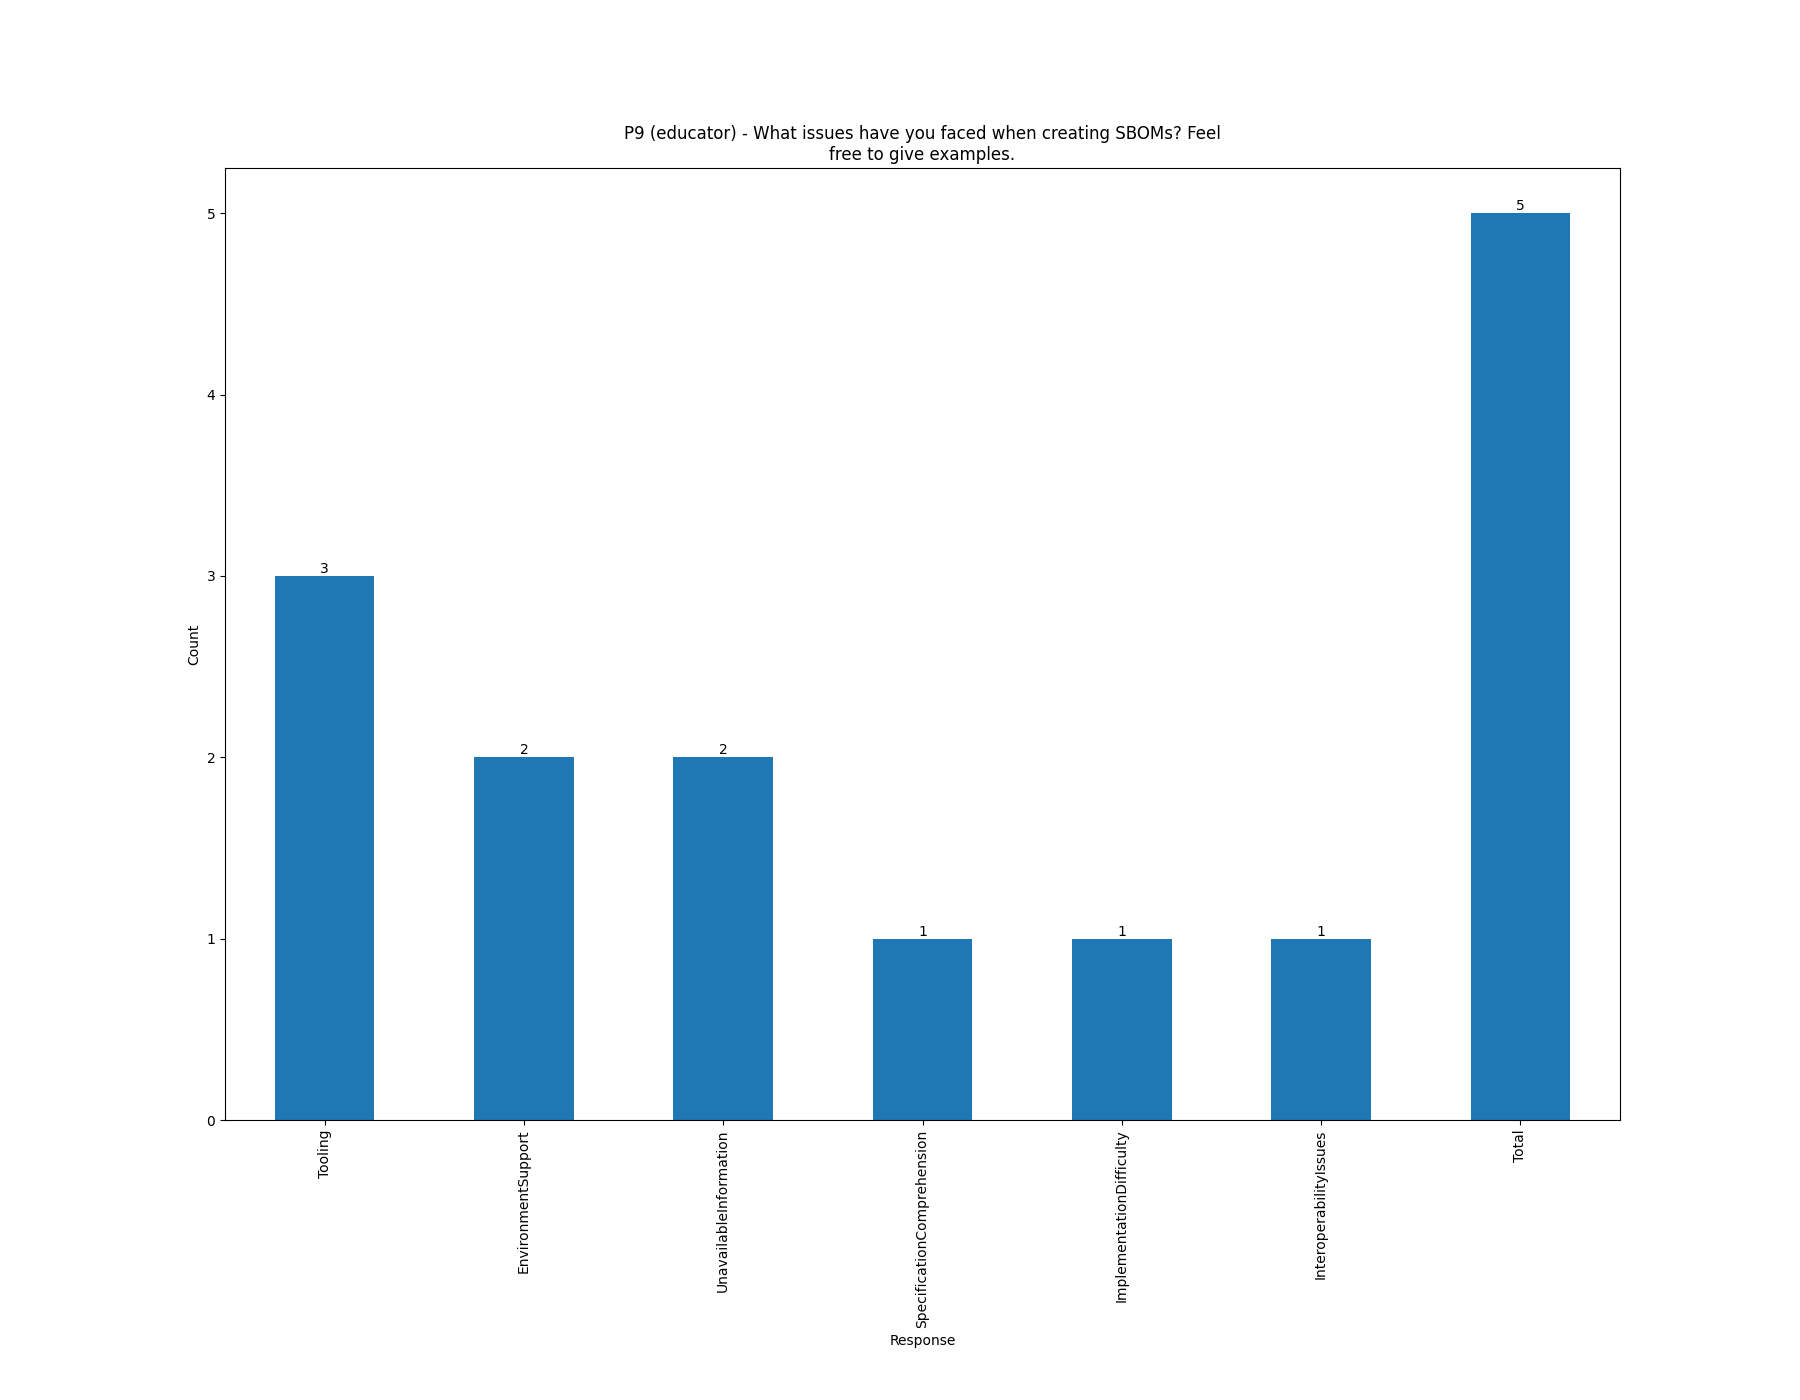 P9 (educator) - What issues have you faced when creating SBOMs? Feel
free to give examples.
5
4
3
2
1
0
Count
3
2
2
1
1
1
5
Tooling
EnvironmentSupport
UnavailableInformation
SpecificationComprehension
ImplementationDifficulty
InteroperabilityIssues
Total
Response